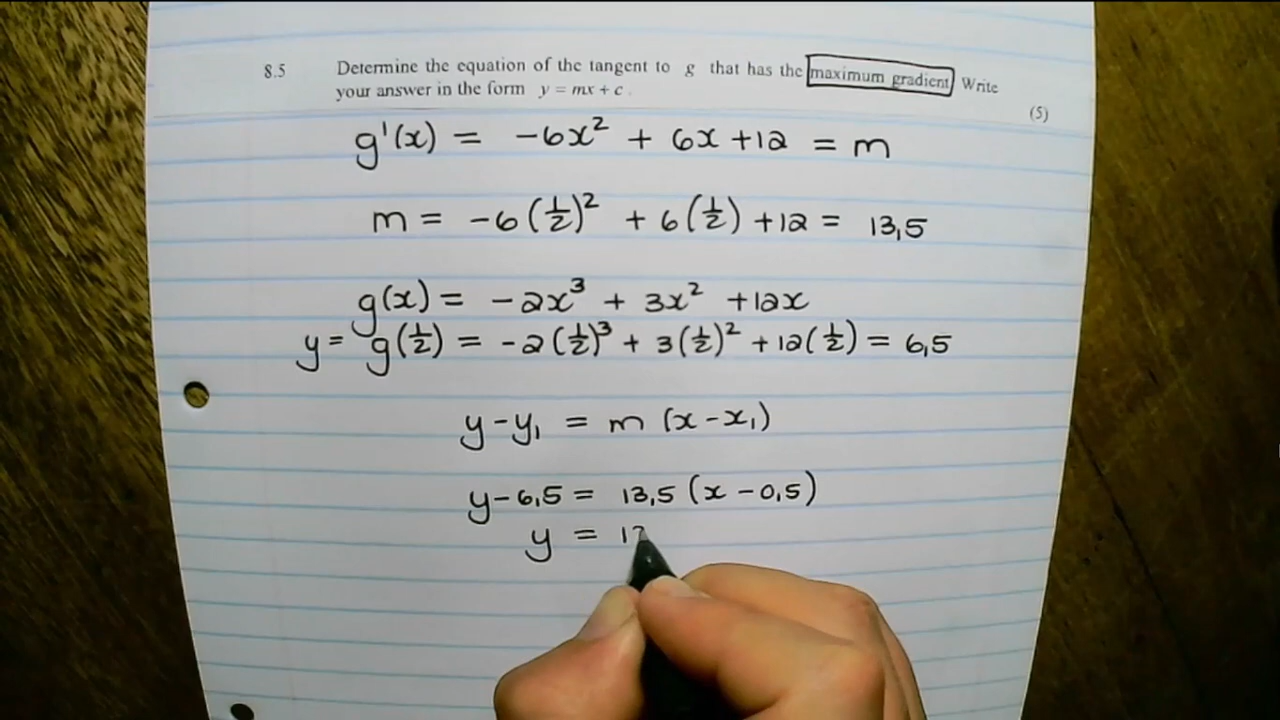 8.5 Determine the equation of the tangent to g that has the maximum gradient. Write
your answer in the form y = mx + c.
(5)
g'(x) = -6x² + 6x + 12 = m
m = -6(½)² + 6(½) + 12 = 13,5
g(x) = -2x³ + 3x² + 12x
y = g(½) = -2(½)³ + 3(½)² + 12(½) = 6,5
y - y₁ = m (x - x₁)
y - 6,5 = 13,5 (x - 0,5)
y = 1